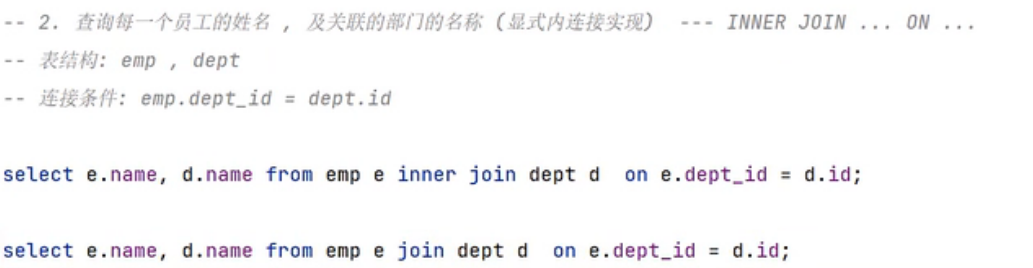 -- 2. 查询每一个员工的姓名 , 及关联的部门的名称 (显式内连接实现)  --- INNER JOIN ... ON ...
-- 表结构: emp , dept
-- 连接条件: emp.dept_id = dept.id
select e.name, d.name from emp e inner join dept d  on e.dept_id = d.id;
select e.name, d.name from emp e join dept d  on e.dept_id = d.id;